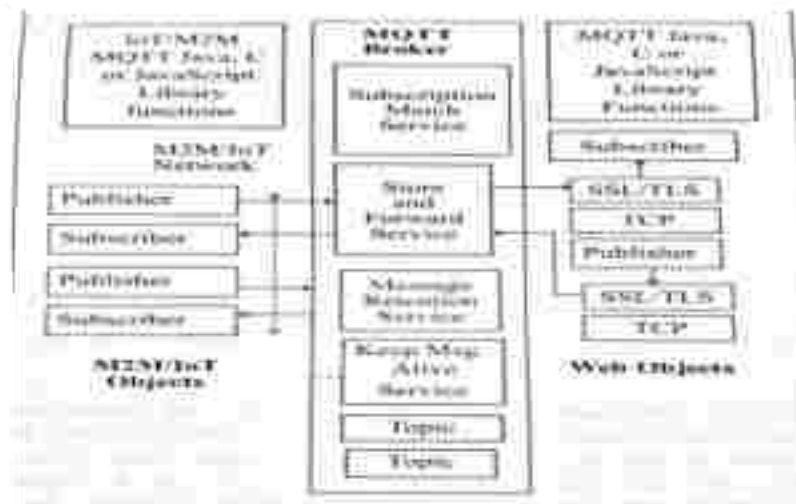 IoT/M2M
MQTT Java, C
or JavaScript
Library
Functions
M2M/IoT
Network
Publisher
Subscriber
Publisher
Subscriber
M2M/IoT
Objects
MQTT
Broker
Subscription
Match
Service
Store
and
Forward
Service
Message
Retention
Service
Keep Msg
Alive
Service
Topic
Topic
MQTT Java,
C or
JavaScript
Library
Functions
Subscriber
SSL/TLS
TCP
Publisher
SSL/TLS
TCP
Web Objects